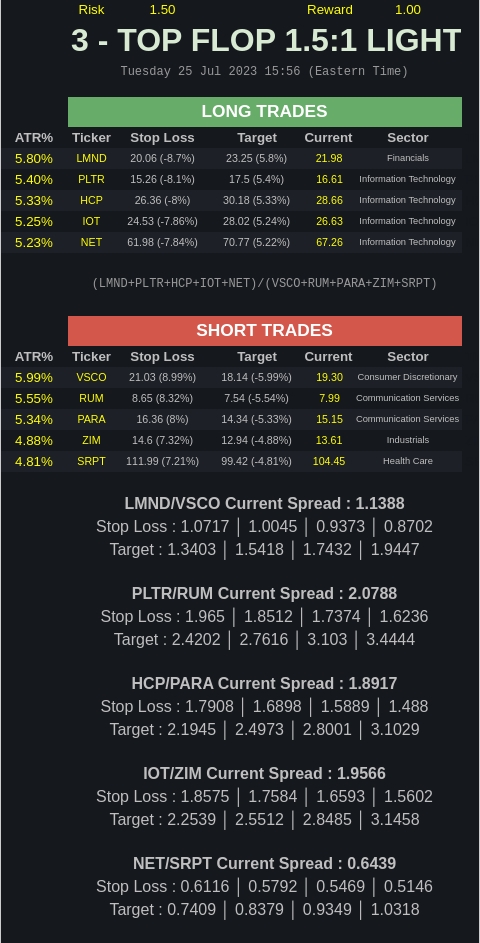 Risk 1.50 Reward 1.00
3 - TOP FLOP 1.5:1 LIGHT
Tuesday 25 Jul 2023 15:56 (Eastern Time)
LONG TRADES
ATR% Ticker Stop Loss Target Current Sector
5.80% LMND 20.06 (-8.7%) 23.25 (5.8%) 21.98 Financials
5.40% PLTR 15.26 (-8.1%) 17.5 (5.4%) 16.61 Information Technology
5.33% HCP 26.36 (-8%) 30.18 (5.33%) 28.66 Information Technology
5.25% IOT 24.53 (-7.86%) 28.02 (5.24%) 26.63 Information Technology
5.23% NET 61.98 (-7.84%) 70.77 (5.22%) 67.26 Information Technology
(LMND+PLTR+HCP+IOT+NET)/(VSCO+RUM+PARA+ZIM+SRPT)
SHORT TRADES
ATR% Ticker Stop Loss Target Current Sector
5.99% VSCO 21.03 (8.99%) 18.14 (-5.99%) 19.30 Consumer Discretionary
5.55% RUM 8.65 (8.32%) 7.54 (-5.54%) 7.99 Communication Services
5.34% PARA 16.36 (8%) 14.34 (-5.33%) 15.15 Communication Services
4.88% ZIM 14.6 (7.32%) 12.94 (-4.88%) 13.61 Industrials
4.81% SRPT 111.99 (7.21%) 99.42 (-4.81%) 104.45 Health Care
LMND/VSCO Current Spread : 1.1388
Stop Loss : 1.0717 │ 1.0045 │ 0.9373 │ 0.8702
Target : 1.3403 │ 1.5418 │ 1.7432 │ 1.9447
PLTR/RUM Current Spread : 2.0788
Stop Loss : 1.965 │ 1.8512 │ 1.7374 │ 1.6236
Target : 2.4202 │ 2.7616 │ 3.103 │ 3.4444
HCP/PARA Current Spread : 1.8917
Stop Loss : 1.7908 │ 1.6898 │ 1.5889 │ 1.488
Target : 2.1945 │ 2.4973 │ 2.8001 │ 3.1029
IOT/ZIM Current Spread : 1.9566
Stop Loss : 1.8575 │ 1.7584 │ 1.6593 │ 1.5602
Target : 2.2539 │ 2.5512 │ 2.8485 │ 3.1458
NET/SRPT Current Spread : 0.6439
Stop Loss : 0.6116 │ 0.5792 │ 0.5469 │ 0.5146
Target : 0.7409 │ 0.8379 │ 0.9349 │ 1.0318